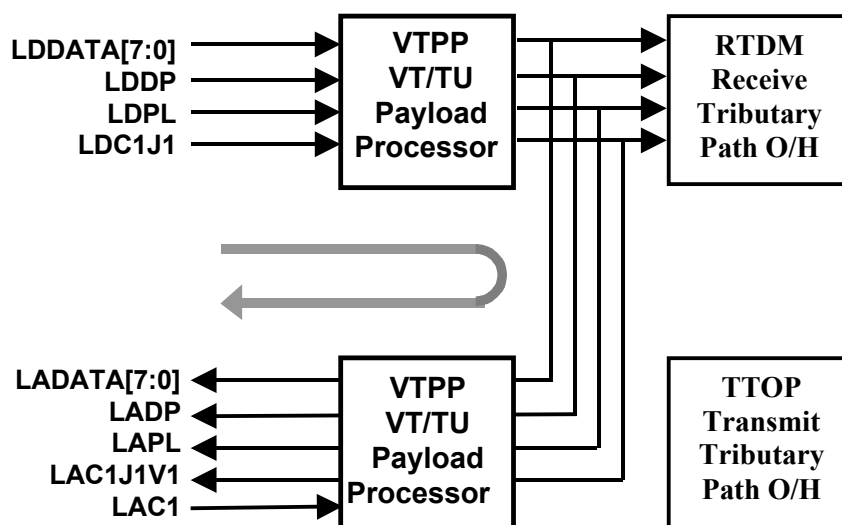 LDDATA[7:0]
LDDP
LDPL
LDC1J1
VTPP
VT/TU
Payload
Processor
RTDM
Receive
Tributary
Path O/H
LADATA[7:0]
LADP
LAPL
LAC1J1V1
LAC1
VTPP
VT/TU
Payload
Processor
TTOP
Transmit
Tributary
Path O/H